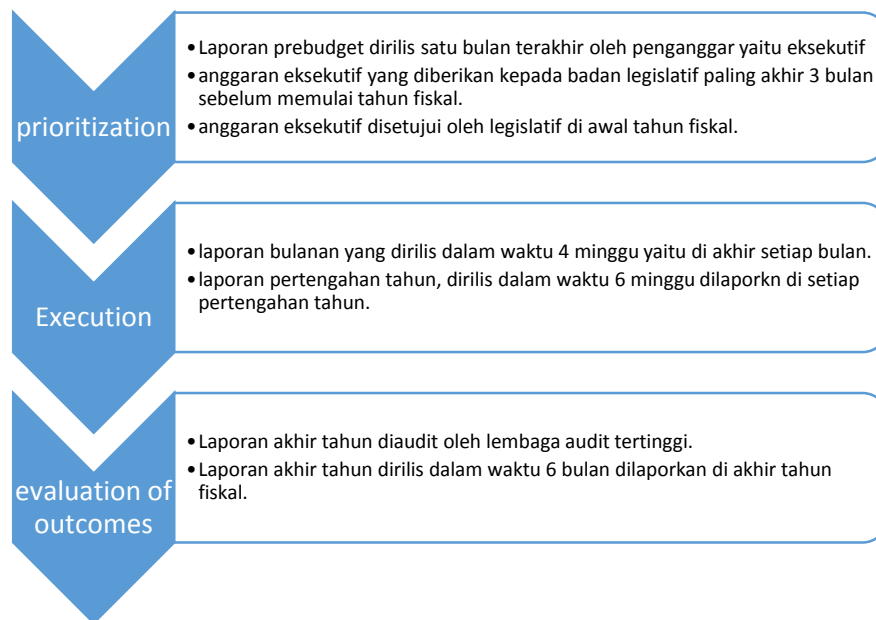 prioritization
•Laporan prebudget dirilis satu bulan terakhir oleh penganggar yaitu eksekutif
•anggaran eksekutif yang diberikan kepada badan legislatif paling akhir 3 bulan
sebelum memulai tahun fiskal.
•anggaran eksekutif disetujui oleh legislatif di awal tahun fiskal.
Execution
•laporan bulanan yang dirilis dalam waktu 4 minggu yaitu di akhir setiap bulan.
•laporan pertengahan tahun, dirilis dalam waktu 6 minggu dilaporkn di setiap
pertengahan tahun.
evaluation of
outcomes
•Laporan akhir tahun diaudit oleh lembaga audit tertinggi.
•Laporan akhir tahun dirilis dalam waktu 6 bulan dilaporkan di akhir tahun
fiskal.